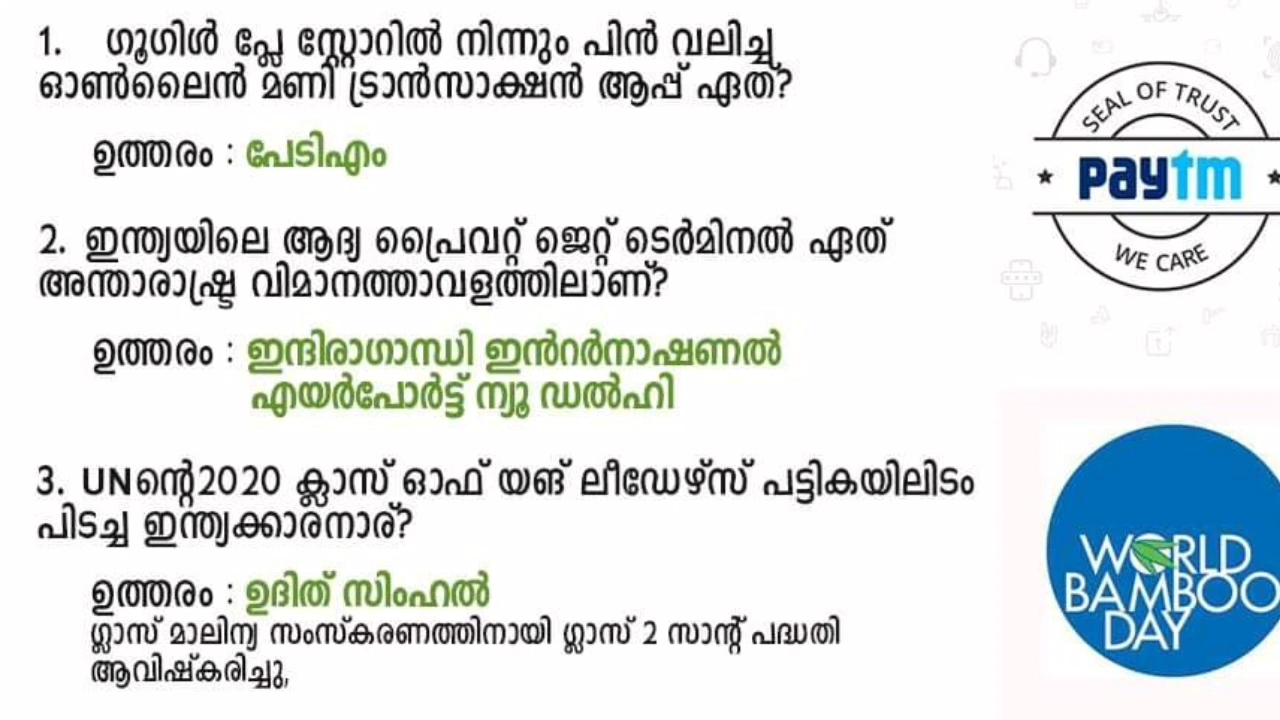 1. ഗൂഗിൾ പ്ലേ സ്റ്റോറിൽ നിന്നും പിൻ വലിച്ച
ഓൺലൈൻ മണി ട്രാൻസാക്ഷൻ ആപ്പ് ഏത്?
ഉത്തരം : പേടിഎം
2. ഇന്ത്യയിലെ ആദ്യ പ്രൈവറ്റ് ജെറ്റ് ടെർമിനൽ ഏത്
അന്താരാഷ്ട്ര വിമാനത്താവളത്തിലാണ്?
ഉത്തരം : ഇന്ദിരാഗാന്ധി ഇൻറർനാഷണൽ
എയർപോർട്ട് ന്യൂ ഡൽഹി
3. UNന്റെ2020 ക്ലാസ് ഓഫ് യങ് ലീഡേഴ്സ് പട്ടികയിലിടം
പിടച്ച ഇന്ത്യക്കാരനാര്?
ഉത്തരം : ഉദിത് സിംഹൽ
ഗ്ലാസ് മാലിന്യ സംസ്കരണത്തിനായി ഗ്ലാസ് 2 സാന്റ് പദ്ധതി
ആവിഷ്കരിച്ചു,
SEAL OF TRUST
paytm
WE CARE
WORLD
BAMBOO
DAY